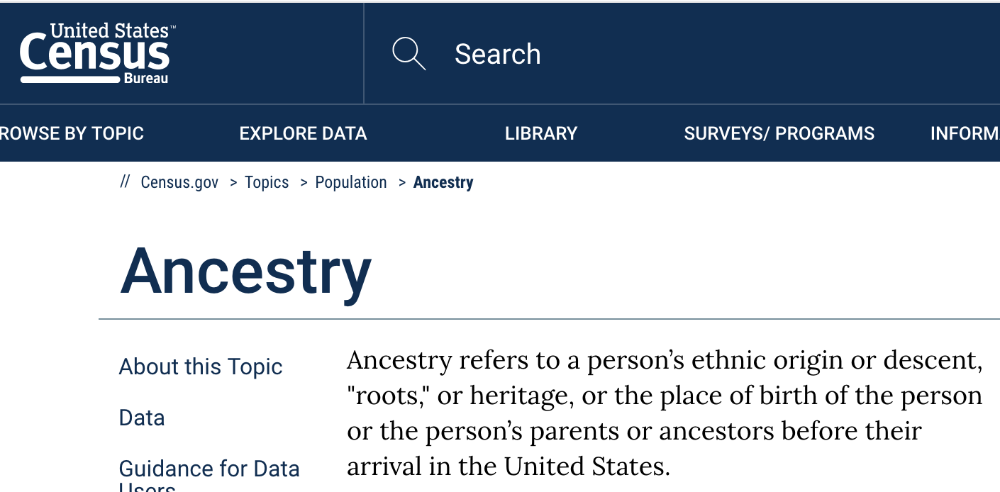 United States™
Census
Bureau
Search
ROWSE BY TOPIC EXPLORE DATA LIBRARY SURVEYS/ PROGRAMS INFORMA
// Census.gov > Topics > Population > Ancestry
Ancestry
About this Topic
Data
Guidance for Data
Users
Ancestry refers to a person’s ethnic origin or descent,
"roots," or heritage, or the place of birth of the person
or the person’s parents or ancestors before their
arrival in the United States.